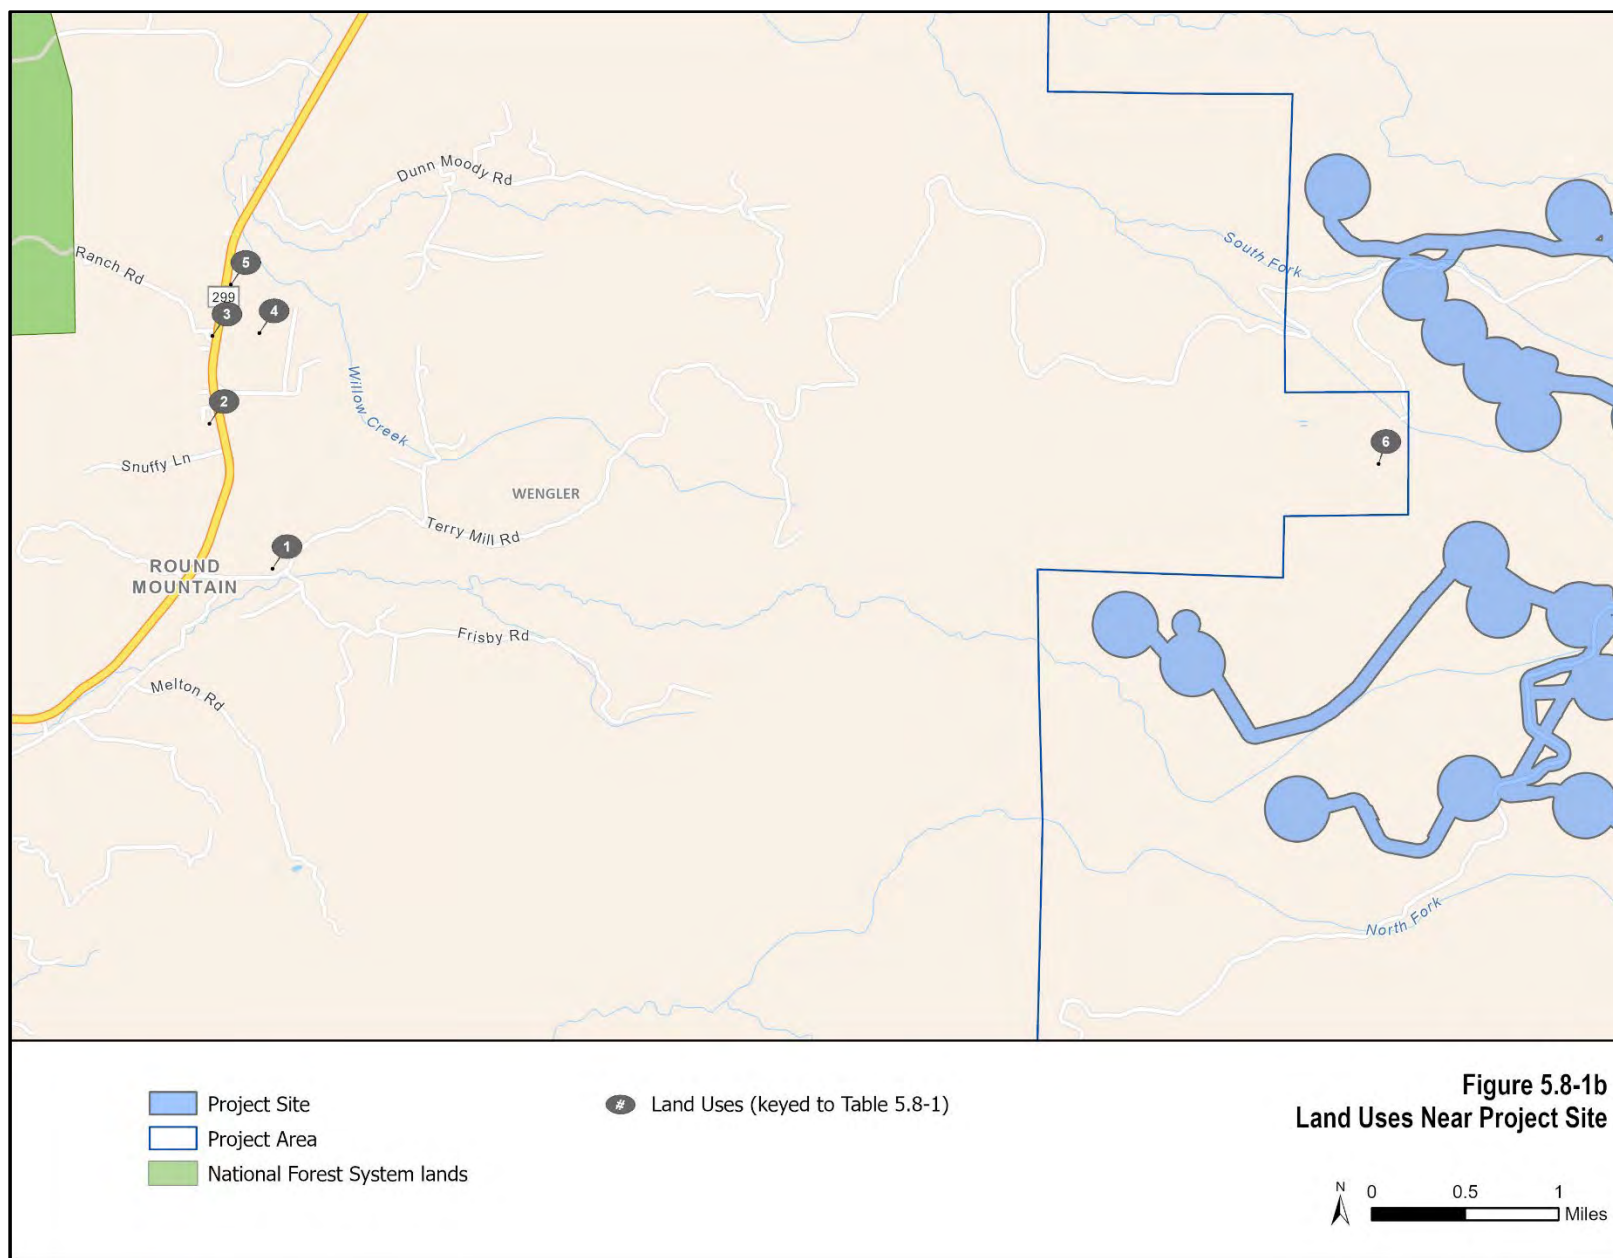 Dunn Moody Rd
South Fork
Ranch Rd
5
299
3
4
Willow Creek
2
6
Snuffy Ln
WENGLER
Terry Mill Rd
1
ROUND
MOUNTAIN
Frisby Rd
Melton Rd
North Fork
Project Site
Project Area
National Forest System lands
# Land Uses (keyed to Table 5.8-1)
Figure 5.8-1b
Land Uses Near Project Site
N
0 0.5 1
Miles